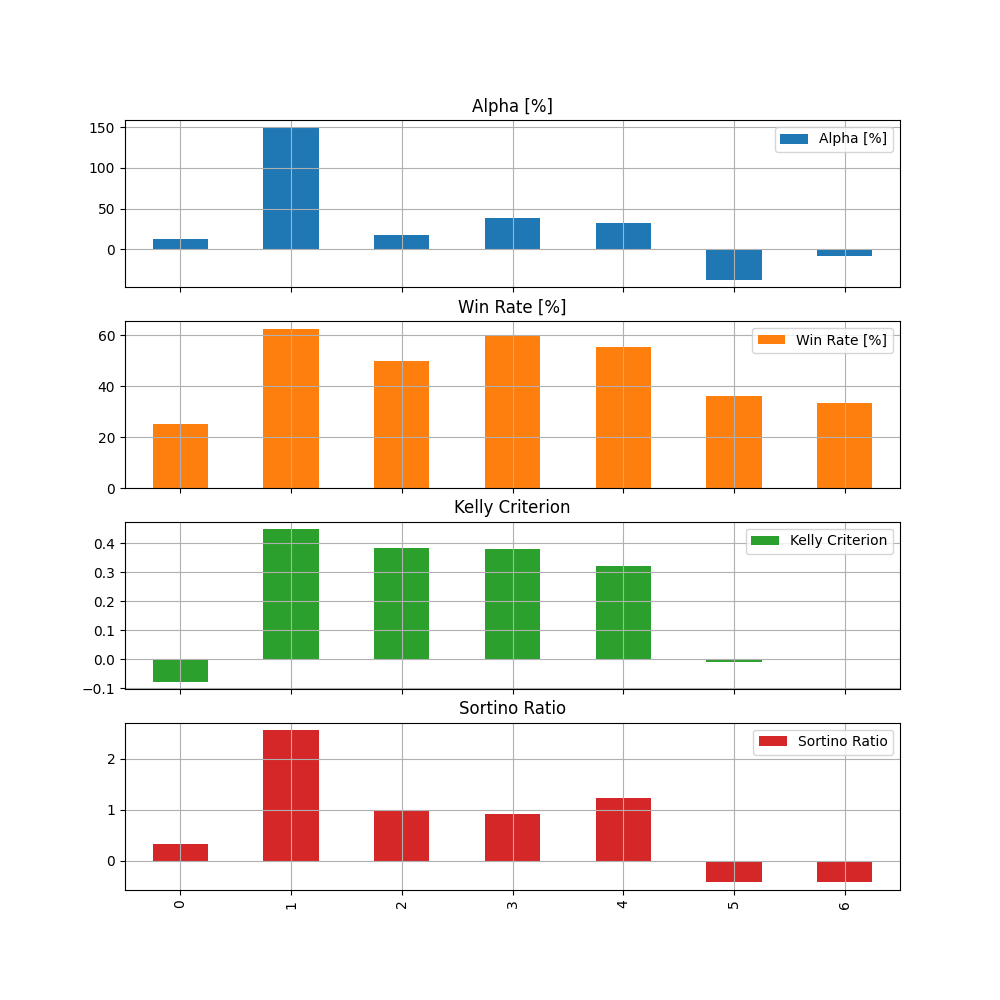 Alpha [%]
150
100
50
0
Alpha [%]
Win Rate [%]
60
40
20
0
Win Rate [%]
Kelly Criterion
0.4
0.3
0.2
0.1
0.0
−0.1
Kelly Criterion
Sortino Ratio
2
1
0
Sortino Ratio
0 1 2 3 4 5 6